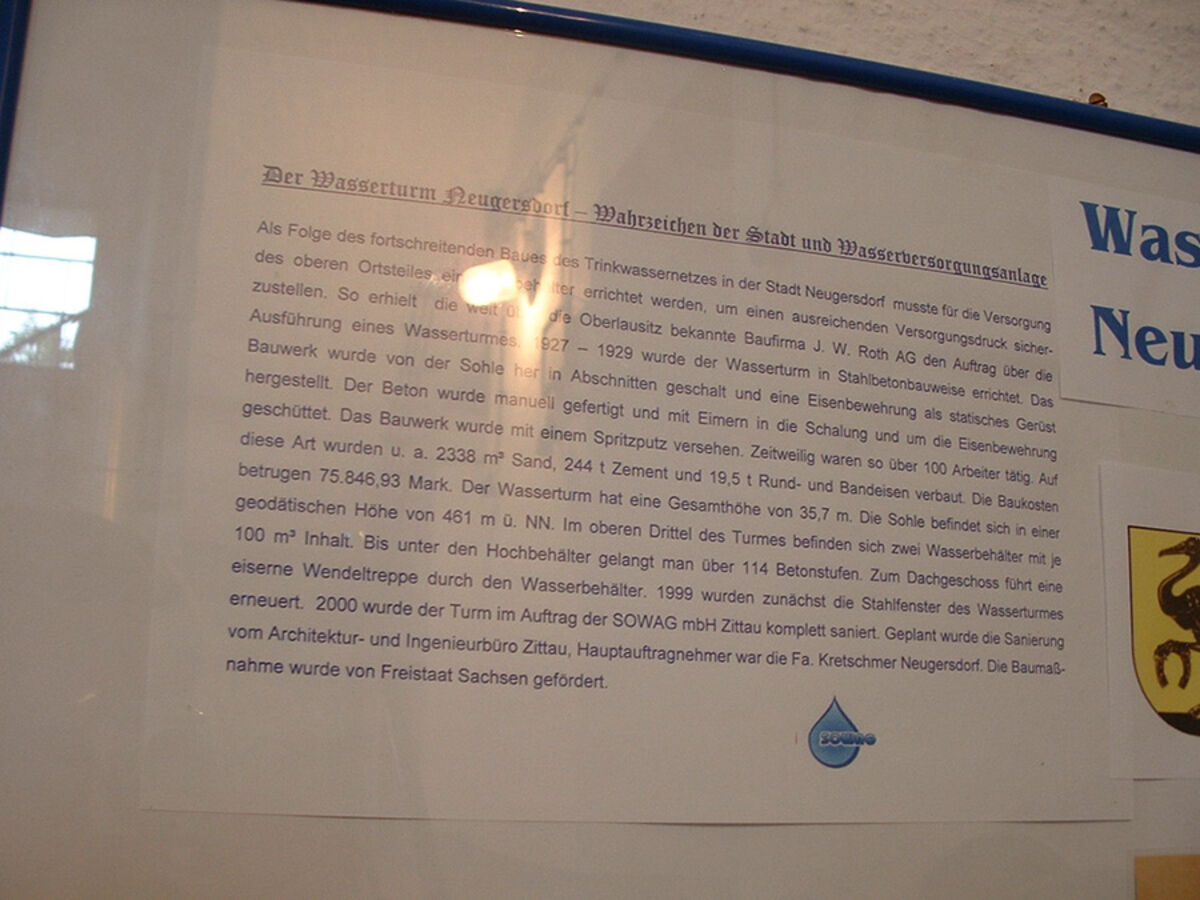 Der Wasserturm Neugersdorf – Wahrzeichen der Stadt und Wasserversorgungsanlage
Als Folge des fortschreitenden Baues des Trinkwassernetzes in der Stadt Neugersdorf musste für die Versorgung
des oberen Ortsteiles errichtet werden, um einen ausreichenden Versorgungsdruck sicher-
zustellen. So erhielt die weit die Oberlausitz bekannte Baufirma J. W. Roth AG den Auftrag über die
Ausführung eines Wasserturmes. 1927 – 1929 wurde der Wasserturm in Stahlbetonbauweise errichtet. Das
Bauwerk wurde von der Sohle her in Abschnitten geschalt und eine Eisenbewehrung als statisches Gerüst
hergestellt. Der Beton wurde manuell gefertigt und mit Eimern in die Schalung und um die Eisenbewehrung
geschüttet. Das Bauwerk wurde mit einem Spritzputz versehen. Zeitweilig waren so über 100 Arbeiter tätig. Auf
diese Art wurden u. a. 2338 m³ Sand, 244 t Zement und 19,5 t Rund- und Bandeisen verbaut. Die Baukosten
betrugen 75.846,93 Mark. Der Wasserturm hat eine Gesamthöhe von 35,7 m. Die Sohle befindet sich in einer
geodätischen Höhe von 461 m ü. NN. Im oberen Drittel des Turmes befinden sich zwei Wasserbehälter mit je
100 m³ Inhalt. Bis unter den Hochbehälter gelangt man über 114 Betonstufen. Zum Dachgeschoss führt eine
eiserne Wendeltreppe durch den Wasserbehälter. 1999 wurden zunächst die Stahlfenster des Wasserturmes
erneuert. 2000 wurde der Turm im Auftrag der SOWAG mbH Zittau komplett saniert. Geplant wurde die Sanierung
vom Architektur- und Ingenieurbüro Zittau, Hauptauftragnehmer war die Fa. Kretschmer Neugersdorf. Die Baumaß-
nahme wurde von Freistaat Sachsen gefördert.
SOWAG
Was
Neu